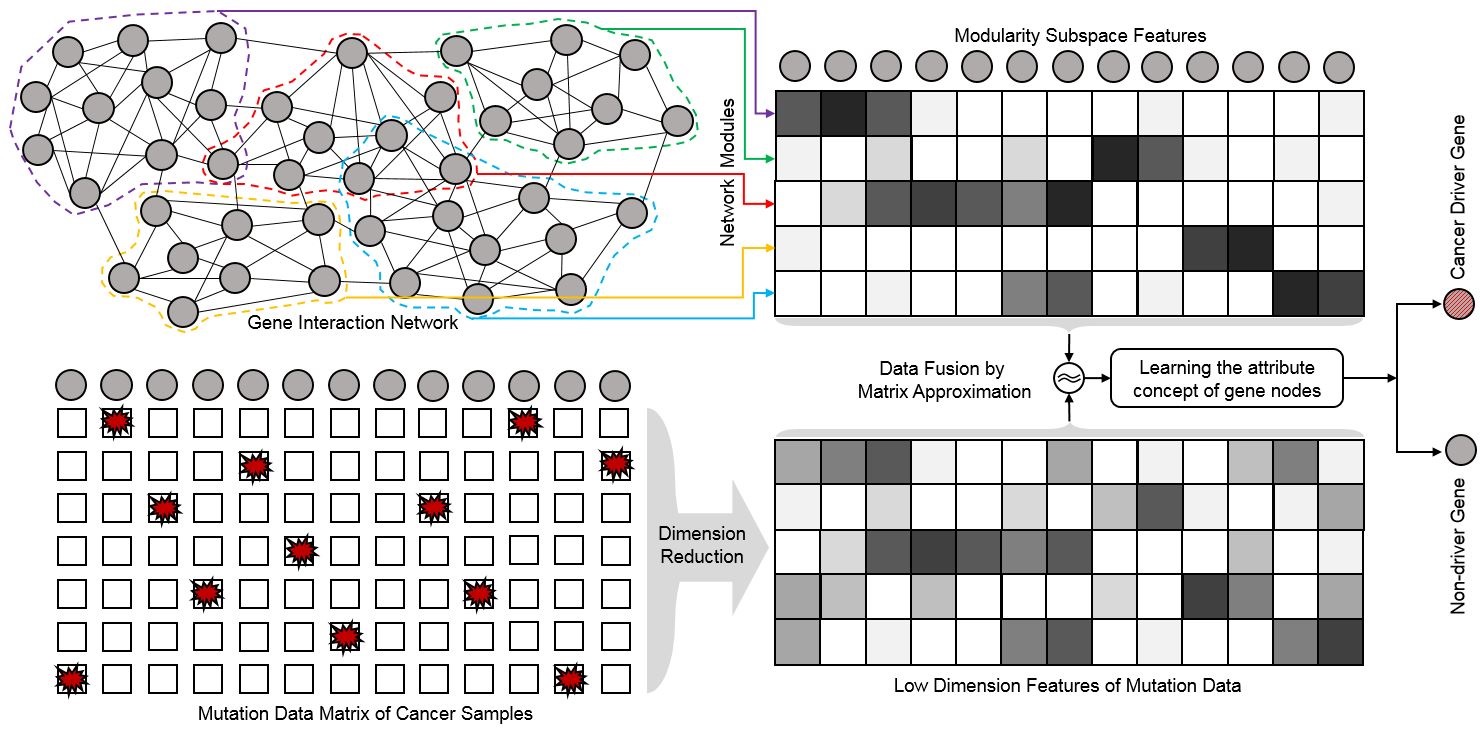 Modularity Subspace Features
Network Modules
Gene Interaction Network
Cancer Driver Gene
Data Fusion by
Matrix Approximation
≈
Learning the attribute
concept of gene nodes
Non-driver Gene
Dimension
Reduction
Low Dimension Features of Mutation Data
Mutation Data Matrix of Cancer Samples